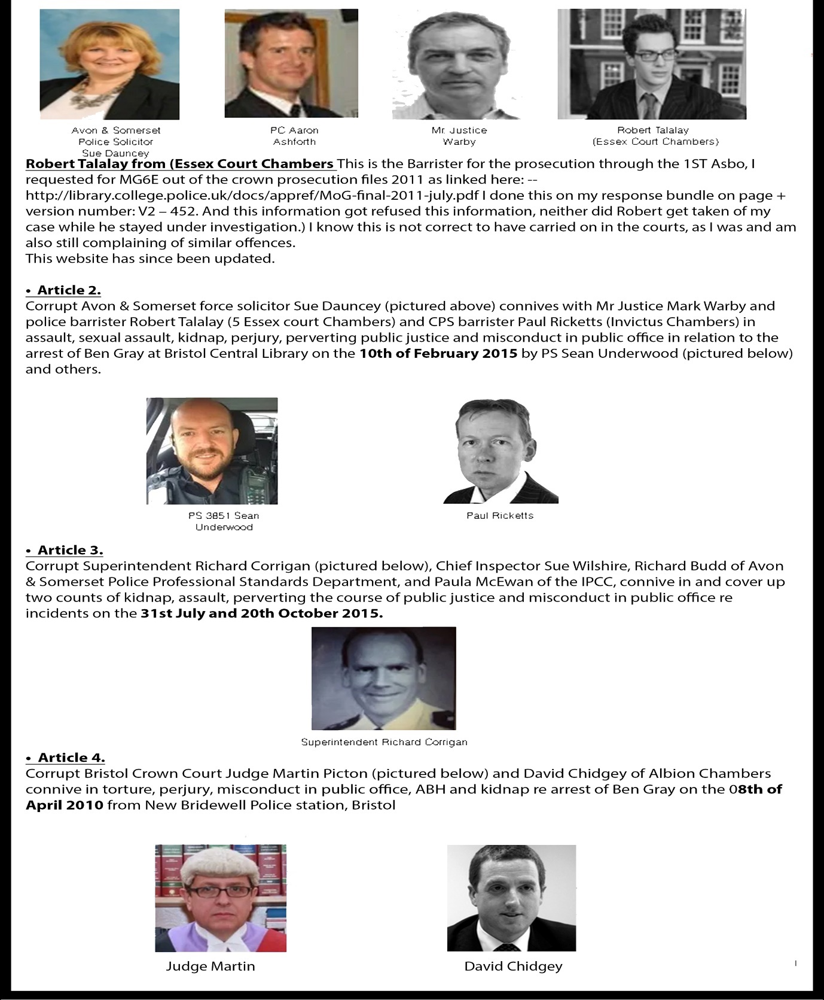 Avon & Somerset
Police Solicitor
Sue Dauncey
PC Aaron
Ashforth
Mr. Justice
Warby
Robert Talalay
(Essex Court Chambers)
Robert Talalay from (Essex Court Chambers This is the Barrister for the prosecution through the 1ST Asbo, I
requested for MG6E out of the crown prosecution files 2011 as linked here: --
http://library.college.police.uk/docs/appref/MoG-final-2011-july.pdf I done this on my response bundle on page +
version number: V2 – 452. And this information got refused this information, neither did Robert get taken of my
case while he stayed under investigation.) I know this is not correct to have carried on in the courts, as I was and am
also still complaining of similar offences.
This website has since been updated.
• Article 2.
Corrupt Avon & Somerset force solicitor Sue Dauncey (pictured above) connives with Mr Justice Mark Warby and
police barrister Robert Talalay (5 Essex court Chambers) and CPS barrister Paul Ricketts (Invictus Chambers) in
assault, sexual assault, kidnap, perjury, perverting public justice and misconduct in public office in relation to the
arrest of Ben Gray at Bristol Central Library on the 10th of February 2015 by PS Sean Underwood (pictured below)
and others.
PS 3851 Sean
Underwood
Paul Ricketts
• Article 3.
Corrupt Superintendent Richard Corrigan (pictured below), Chief Inspector Sue Wilshire, Richard Budd of Avon
& Somerset Police Professional Standards Department, and Paula McEwan of the IPCC, connive in and cover up
two counts of kidnap, assault, perverting the course of public justice and misconduct in public office re
incidents on the 31st July and 20th October 2015.
Superintendent Richard Corrigan
• Article 4.
Corrupt Bristol Crown Court Judge Martin Picton (pictured below) and David Chidgey of Albion Chambers
connive in torture, perjury, misconduct in public office, ABH and kidnap re arrest of Ben Gray on the 08th of
April 2010 from New Bridewell Police station, Bristol
Judge Martin
David Chidgey